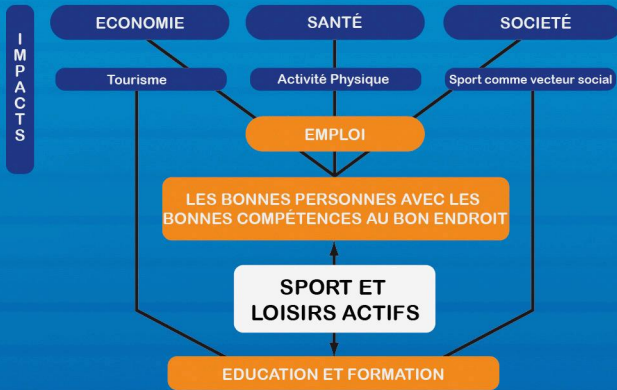 IMPACTS
ECONOMIE
SANTÉ
SOCIETÉ
Tourisme
Activité Physique
Sport comme vecteur social
EMPLOI
LES BONNES PERSONNES AVEC LES
BONNES COMPÉTENCES AU BON ENDROIT
SPORT ET
LOISIRS ACTIFS
EDUCATION ET FORMATION